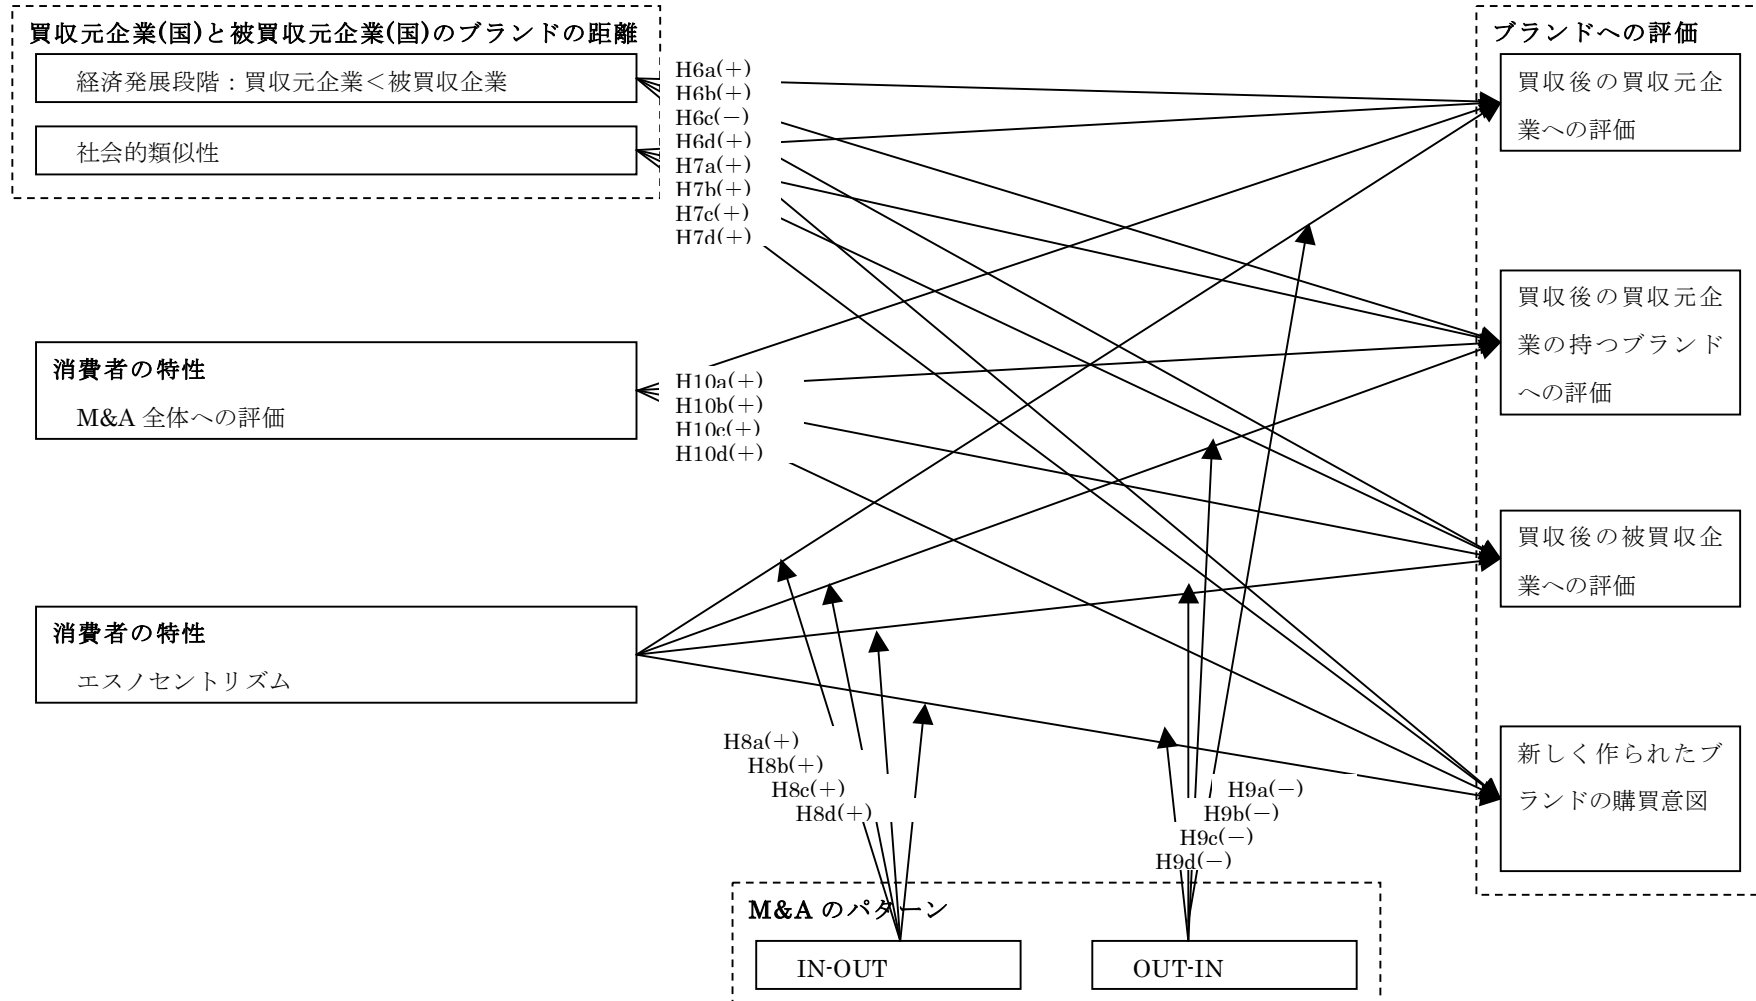 買収元企業(国)と被買収元企業(国)のブランドの距離
経済発展段階：買収元企業＜被買収企業
社会的類似性
H6a(＋)
H6b(＋)
H6c(－)
H6d(＋)
H7a(＋)
H7b(＋)
H7c(＋)
H7d(＋)
消費者の特性
M&A 全体への評価
H10a(＋)
H10b(＋)
H10c(＋)
H10d(＋)
消費者の特性
エスノセントリズム
H8a(＋)
H8b(＋)
H8c(＋)
H8d(＋)
H9a(－)
H9b(－)
H9c(－)
H9d(－)
M&A のパターン
IN-OUT
OUT-IN
ブランドへの評価
買収後の買収元企
業への評価
買収後の買収元企
業の持つブランド
への評価
買収後の被買収企
業への評価
新しく作られたブ
ランドの購買意図